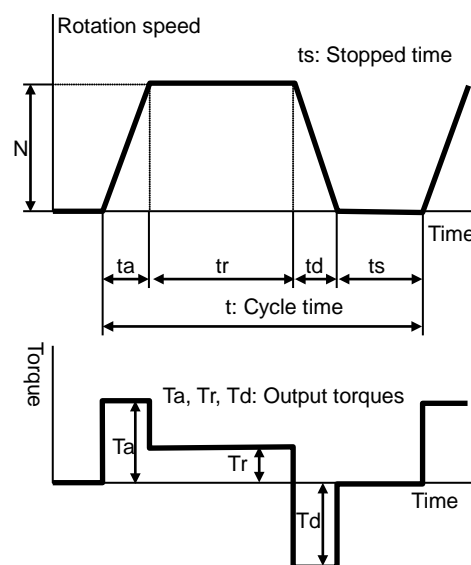 Rotation speed
ts: Stopped time
N
Time
ta
tr
td
ts
t: Cycle time
Torque
Ta, Tr, Td: Output torques
Ta
Tr
Td
Time